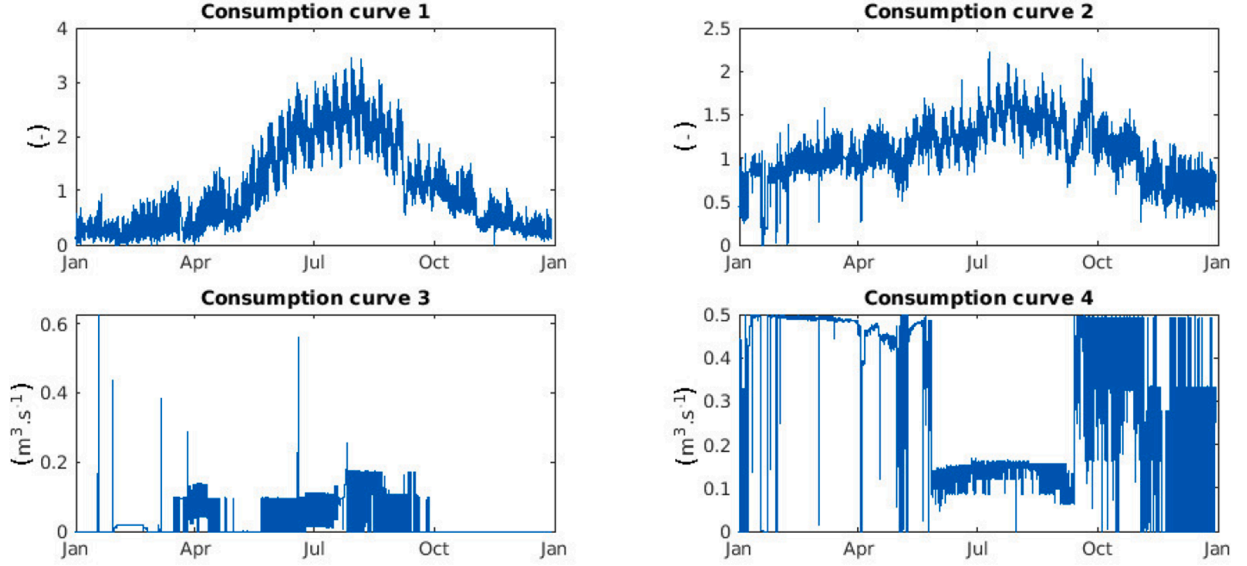 Consumption curve 1
4
3
2
1
0
(-)
Jan Apr Jul Oct Jan
Consumption curve 2
2.5
2
1.5
1
0.5
0
(-)
Jan Apr Jul Oct Jan
Consumption curve 3
0.6
0.4
0.2
0
(m³.s⁻¹)
Jan Apr Jul Oct Jan
Consumption curve 4
0.5
0.4
0.3
0.2
0.1
0
(m³.s⁻¹)
Jan Apr Jul Oct Jan